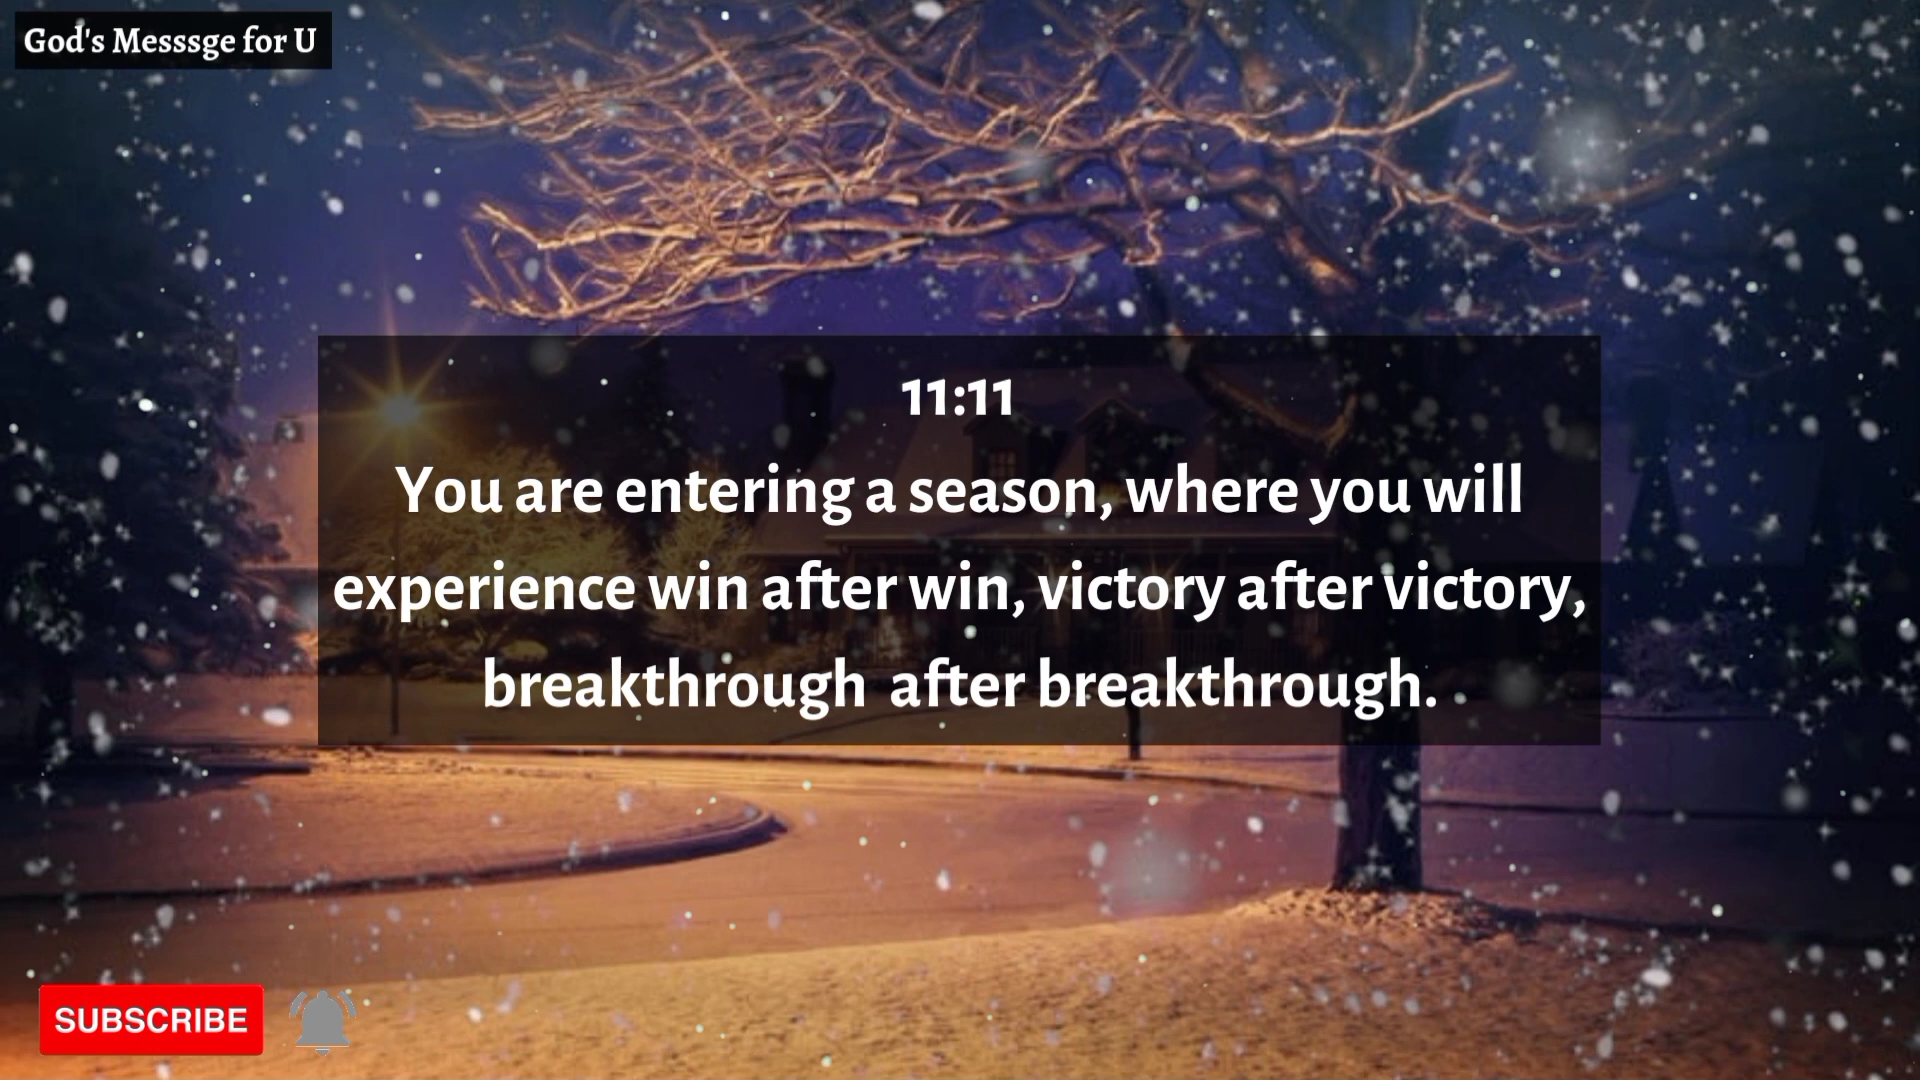 God's Messsge for U
11:11
You are entering a season, where you will
experience win after win, victory after victory,
breakthrough  after breakthrough.
SUBSCRIBE